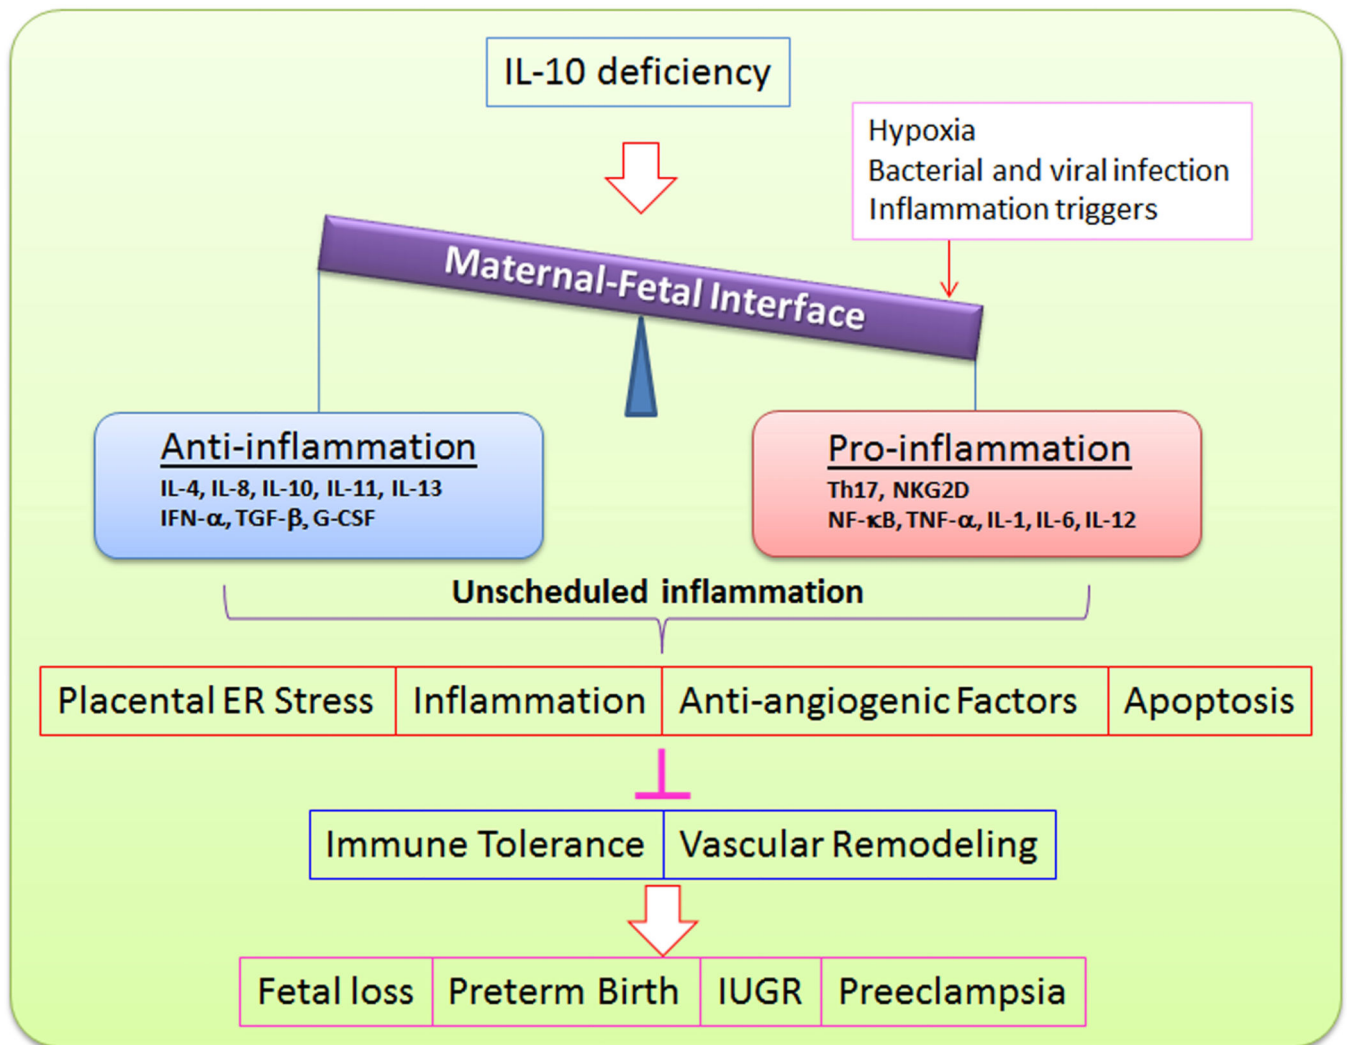 IL-10 deficiency
Hypoxia
Bacterial and viral infection
Inflammation triggers
Maternal-Fetal Interface
Anti-inflammation
IL-4, IL-8, IL-10, IL-11, IL-13
IFN-α, TGF-β, G-CSF
Pro-inflammation
Th17, NKG2D
NF-κB, TNF-α, IL-1, IL-6, IL-12
Unscheduled inflammation
Placental ER Stress Inflammation Anti-angiogenic Factors Apoptosis
Immune Tolerance Vascular Remodeling
Fetal loss Preterm Birth IUGR Preeclampsia